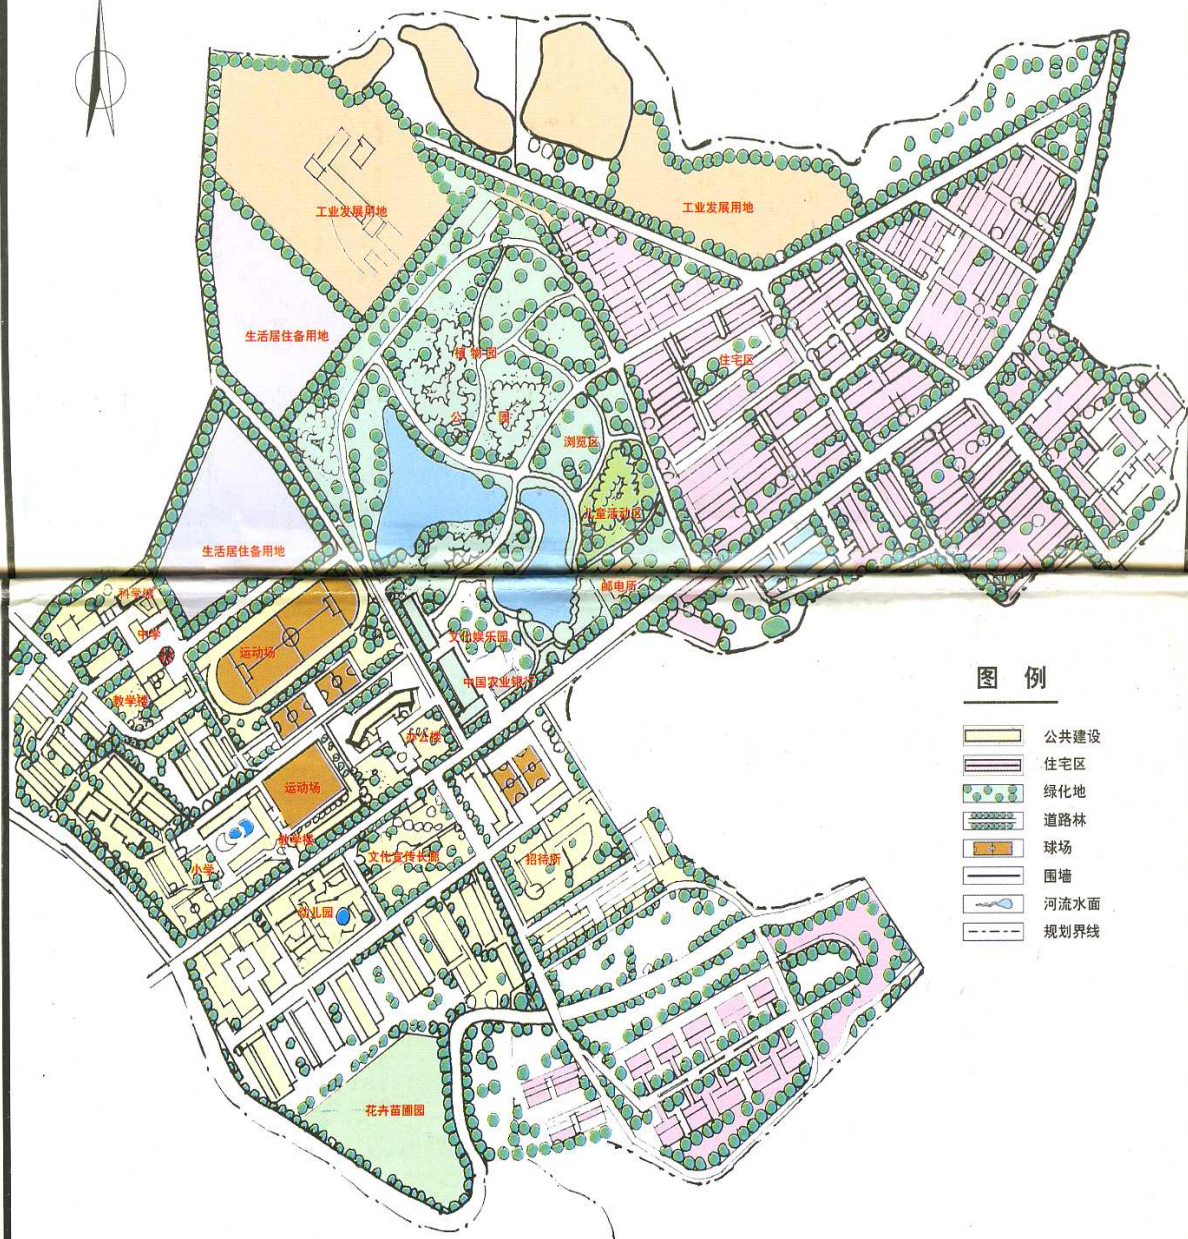 工业发展用地
工业发展用地
生活居住备用地
植物园
住宅区
公园
浏览区
儿童活动区
生活居住备用地
邮电所
科学馆
中学
文化娱乐园
运动场
中国农业银行
教学楼
办公楼
运动场
教学楼
文化宣传长廊
招待所
小学
幼儿园
花卉苗圃园
图例
公共建设
住宅区
绿化地
道路林
球场
围墙
河流水面
规划界线